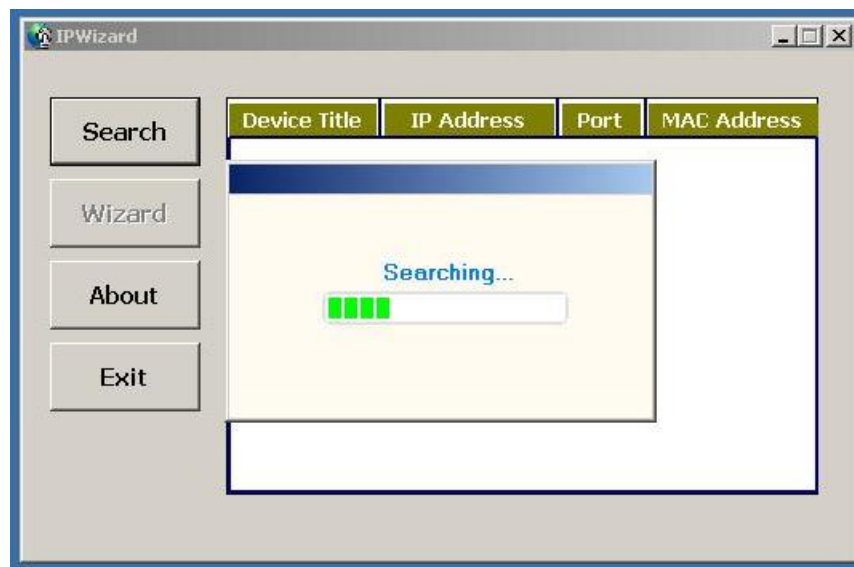 IPWizard
Search
Device Title IP Address Port MAC Address
Wizard
Searching...
About
Exit